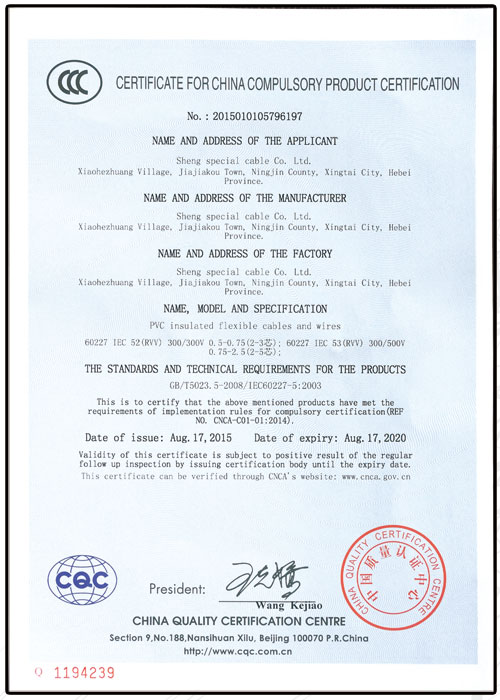 CCC CERTIFICATE FOR CHINA COMPULSORY PRODUCT CERTIFICATION
No.: 2015010105796197
NAME AND ADDRESS OF THE APPLICANT
Sheng special cable Co. Ltd.
Xiaohezhuang Village, Jiajiakou Town, Ningjin County, Xingtai City, Hebei
Province.
NAME AND ADDRESS OF THE MANUFACTURER
Sheng special cable Co. Ltd.
Xiaohezhuang Village, Jiajiakou Town, Ningjin County, Xingtai City, Hebei
Province.
NAME AND ADDRESS OF THE FACTORY
Sheng special cable Co. Ltd.
Xiaohezhuang Village, Jiajiakou Town, Ningjin County, Xingtai City, Hebei
Province.
NAME, MODEL AND SPECIFICATION
PVC insulated flexible cables and wires
60227 IEC 52(RVV) 300/300V 0.5-0.75(2-3芯); 60227 IEC 53(RVV) 300/500V
0.75-2.5(2-5芯);
THE STANDARDS AND TECHNICAL REQUIREMENTS FOR THE PRODUCTS
GB/T5023.5-2008/IEC60227-5:2003
This is to certify that the above mentioned products have met the
requirements of implementation rules for compulsory certification(REF
NO. CNCA-C01-01:2014).
Date of issue: Aug.17,2015 Date of expiry: Aug.17,2020
Validity of this certificate is subject to positive result of the regular
follow up inspection by issuing certification body until the expiry date.
This certificate can be verified through CNCA's website: www.cnca.gov.cn
CHINA QUALITY CERTIFICATION CENTRE
中国质量认证中心
CQC
President:
Wang Kejiao
CHINA QUALITY CERTIFICATION CENTRE
Section 9,No.188,Nansihuan Xilu, Beijing 100070 P.R.China
http://www.cqc.com.cn
Q 1194239